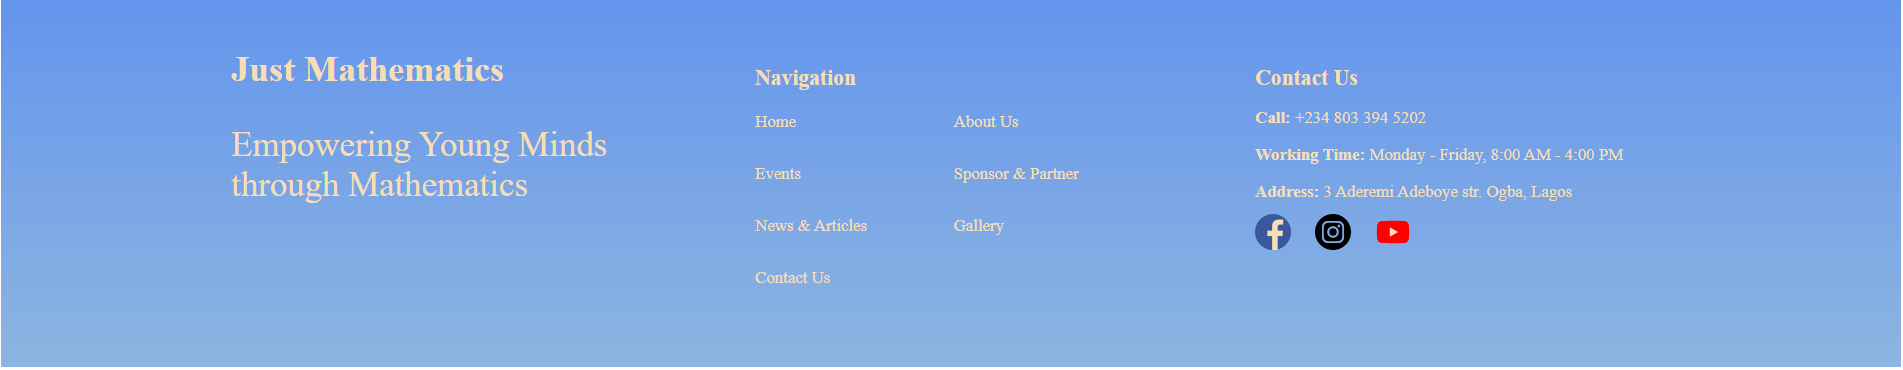 Just Mathematics
Empowering Young Minds
through Mathematics
Navigation
Home
About Us
Events
Sponsor & Partner
News & Articles
Gallery
Contact Us
Contact Us
Call: +234 803 394 5202
Working Time: Monday - Friday, 8:00 AM - 4:00 PM
Address: 3 Aderemi Adeboye str. Ogba, Lagos